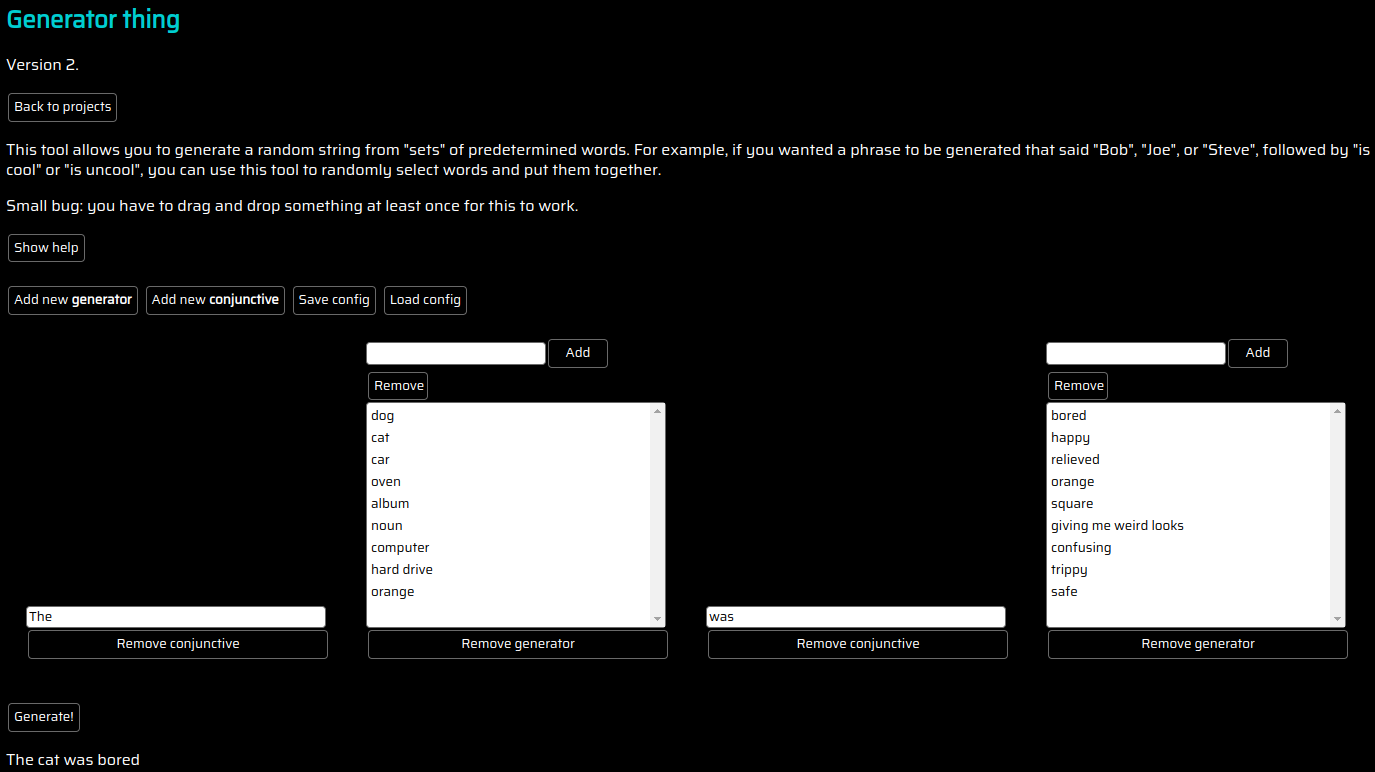 Generator thing
Version 2.
Back to projects
This tool allows you to generate a random string from "sets" of predetermined words. For example, if you wanted a phrase to be generated that said "Bob", "Joe", or "Steve", followed by "is
cool" or "is uncool", you can use this tool to randomly select words and put them together.
Small bug: you have to drag and drop something at least once for this to work.
Show help
Add new generator
Add new conjunctive
Save config
Load config
The
Remove conjunctive
Add
Remove
dog
cat
car
oven
album
noun
computer
hard drive
orange
Remove generator
was
Remove conjunctive
Add
Remove
bored
happy
relieved
orange
square
giving me weird looks
confusing
trippy
safe
Remove generator
Generate!
The cat was bored